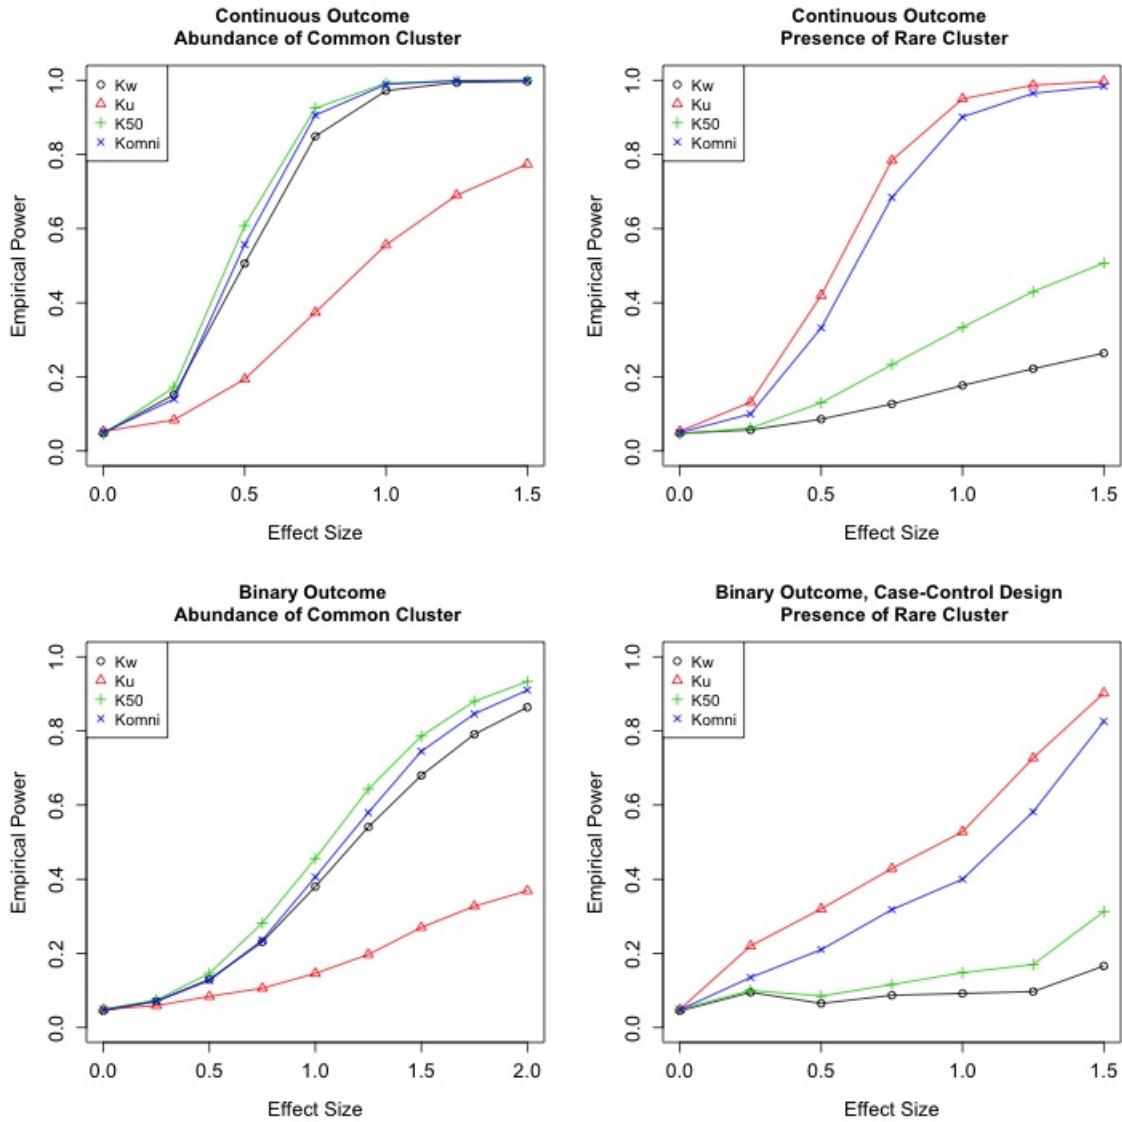 Continuous Outcome
Abundance of Common Cluster
Kw
Ku
K50
Komni
Empirical Power
0.0 0.2 0.4 0.6 0.8 1.0
0.0 0.5 1.0 1.5
Effect Size
Continuous Outcome
Presence of Rare Cluster
Kw
Ku
K50
Komni
Empirical Power
0.0 0.2 0.4 0.6 0.8 1.0
0.0 0.5 1.0 1.5
Effect Size
Binary Outcome
Abundance of Common Cluster
Kw
Ku
K50
Komni
Empirical Power
0.0 0.2 0.4 0.6 0.8 1.0
0.0 0.5 1.0 1.5 2.0
Effect Size
Binary Outcome, Case-Control Design
Presence of Rare Cluster
Kw
Ku
K50
Komni
Empirical Power
0.0 0.2 0.4 0.6 0.8 1.0
0.0 0.5 1.0 1.5
Effect Size